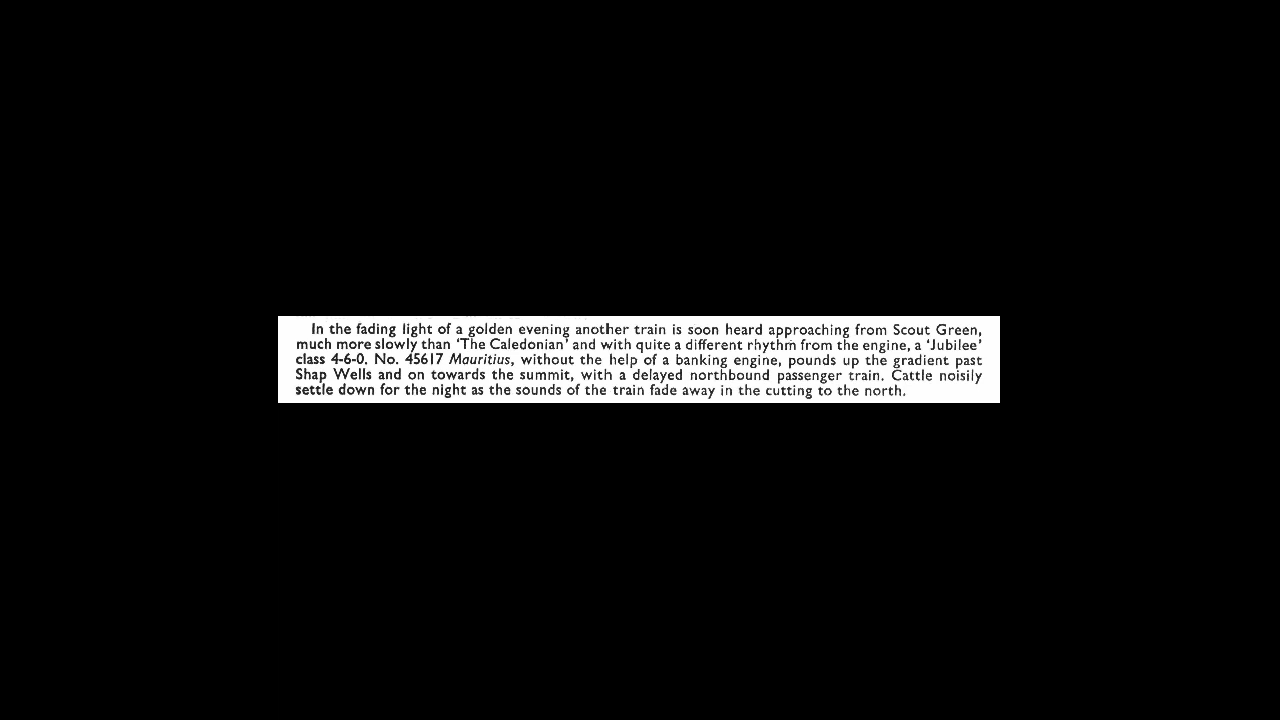 In the fading light of a golden evening another train is soon heard approaching from Scout Green,
much more slowly than 'The Caledonian' and with quite a different rhythm from the engine, a 'Jubilee'
class 4-6-0. No. 45617 Mauritius, without the help of a banking engine, pounds up the gradient past
Shap Wells and on towards the summit, with a delayed northbound passenger train. Cattle noisily
settle down for the night as the sounds of the train fade away in the cutting to the north.